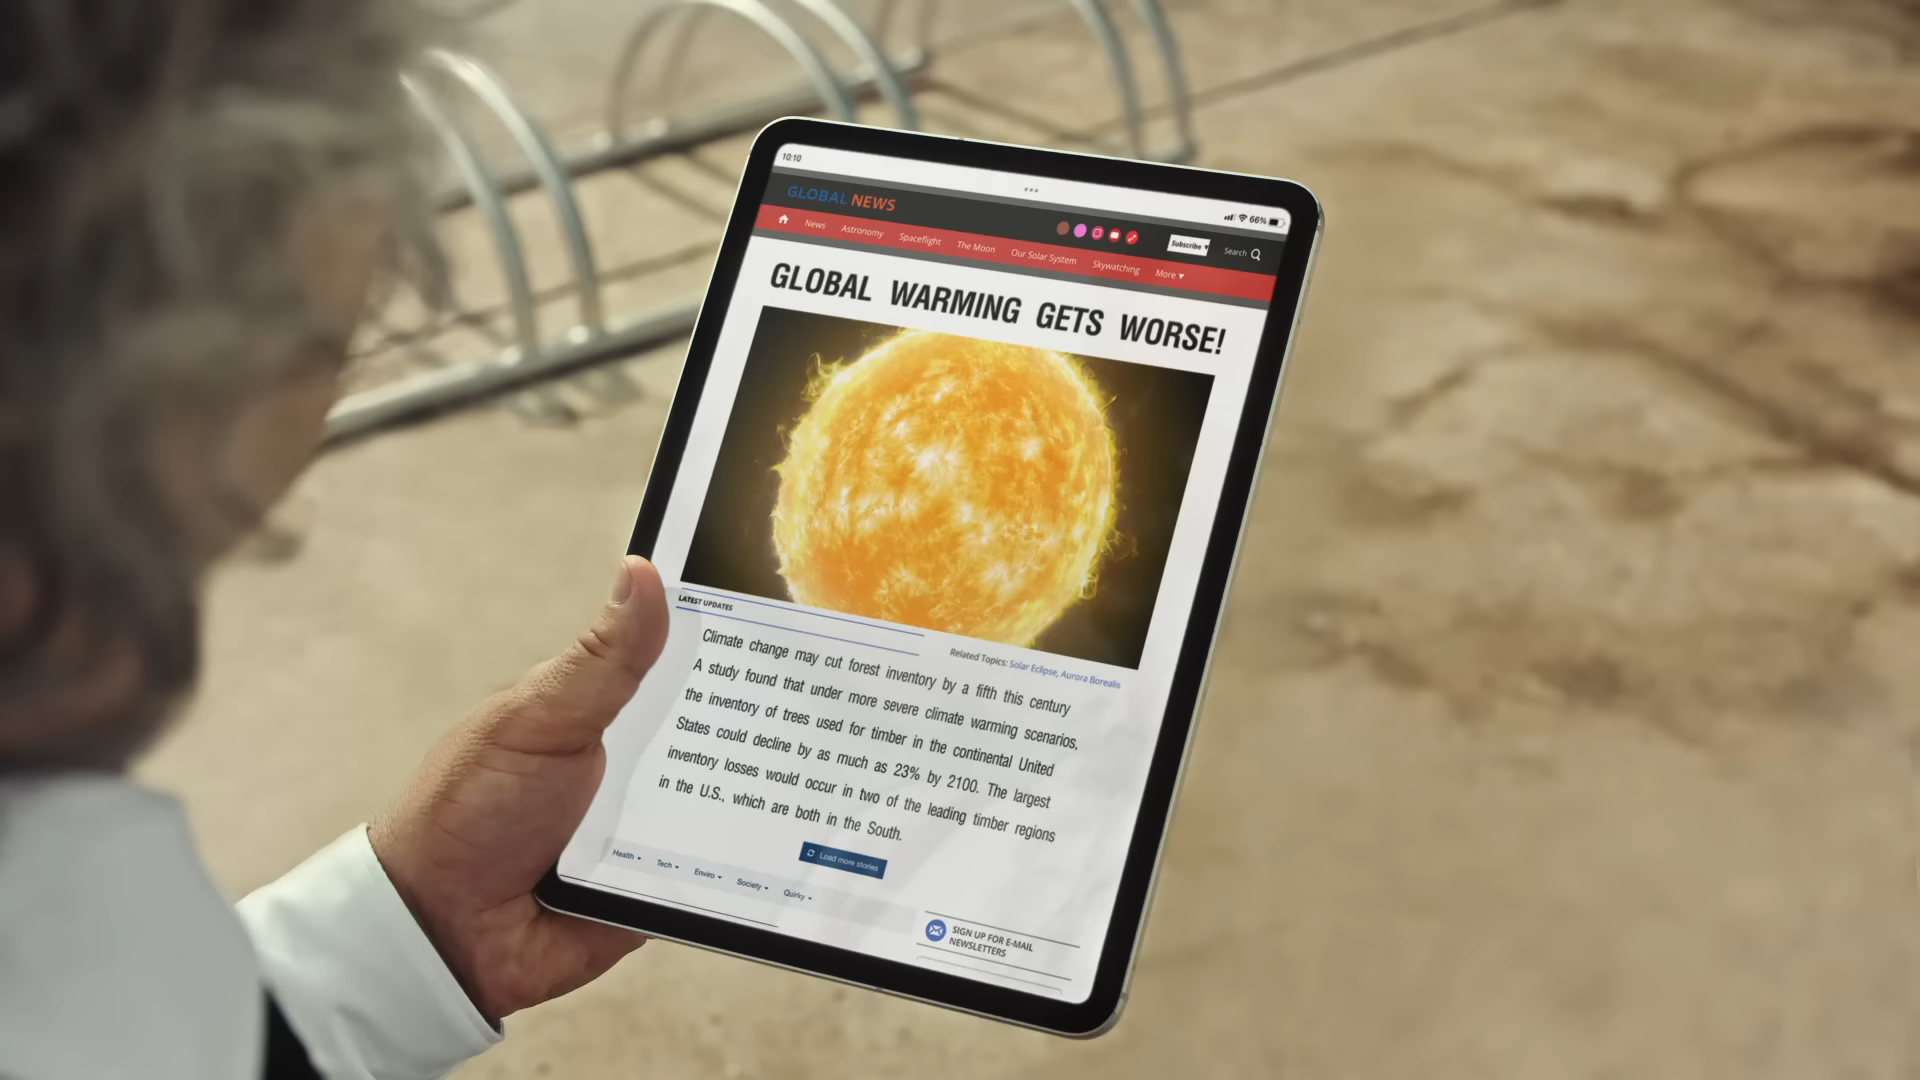 10:10
66%
GLOBAL NEWS
Subscribe
Search
News Astronomy Spaceflight The Moon Our Solar System Skywatching More
GLOBAL WARMING GETS WORSE!
LATEST UPDATES
Related Topics: Solar Eclipse, Aurora Borealis
Climate change may cut forest inventory by a fifth this century
A study found that under more severe climate warming scenarios,
the inventory of trees used for timber in the continental United
States could decline by as much as 23% by 2100. The largest
inventory losses would occur in two of the leading timber regions
in the U.S., which are both in the South.
Load more stories
Health Tech Enviro Society Quirky
SIGN UP FOR E-MAIL
NEWSLETTERS